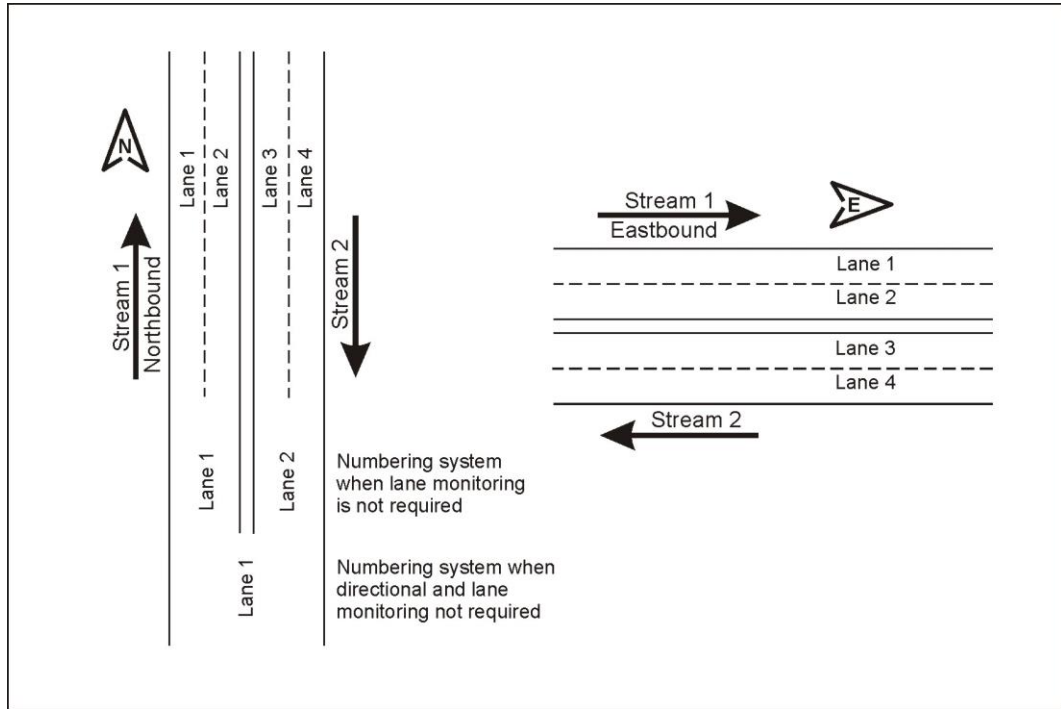 N
Lane 1
Lane 2
Lane 3
Lane 4
Stream 1
Northbound
Stream 2
Lane 1
Lane 2
Numbering system
when lane monitoring
is not required
Lane 1
Numbering system when
directional and lane
monitoring not required
Stream 1
Eastbound
E
Lane 1
Lane 2
Lane 3
Lane 4
Stream 2